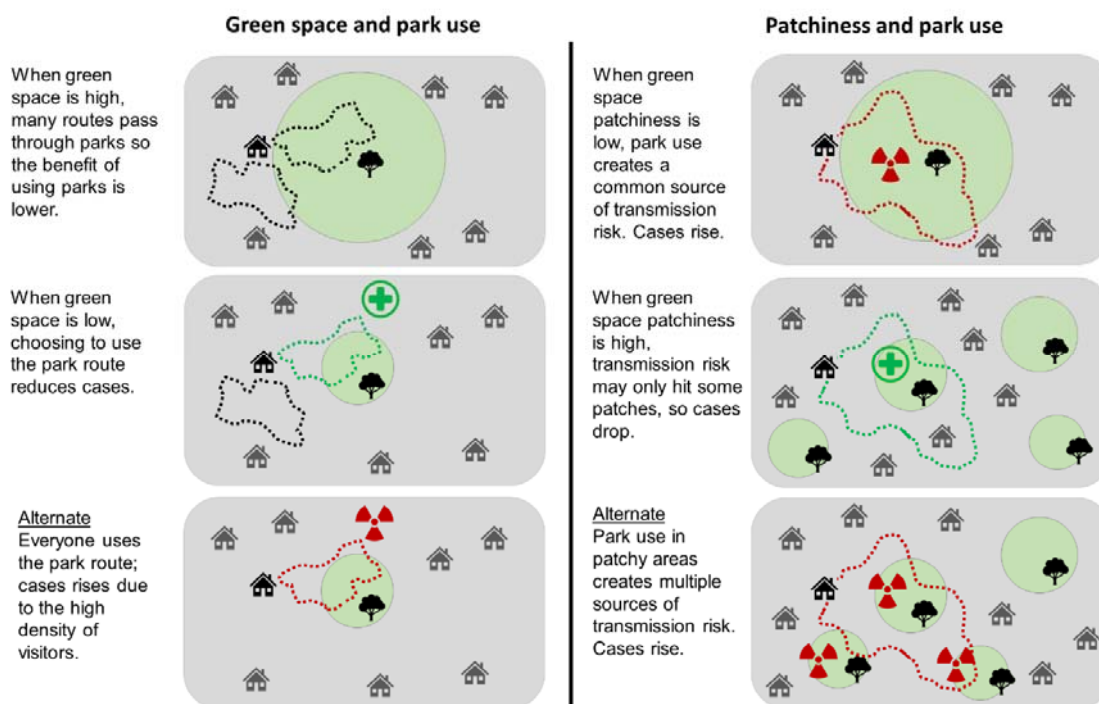 Green space and park use
When green
space is high,
many routes pass
through parks so
the benefit of
using parks is
lower.
When green
space is low,
choosing to use
the park route
reduces cases.
Alternate
Everyone uses
the park route;
cases rises due
to the high
density of
visitors.
Patchiness and park use
When green
space
patchiness is
low, park use
creates a
common source
of transmission
risk. Cases rise.
When green
space patchiness
is high,
transmission risk
may only hit some
patches, so cases
drop.
Alternate
Park use in
patchy areas
creates multiple
sources of
transmission risk.
Cases rise.